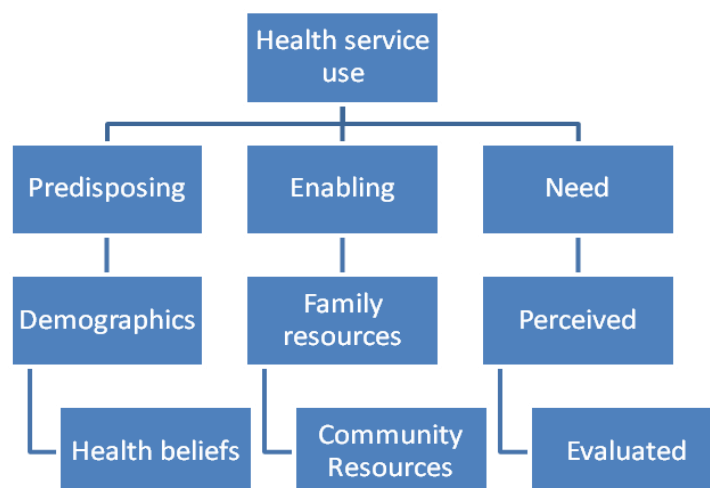 Health service
use
Predisposing
Enabling
Need
Demographics
Family
resources
Perceived
Health beliefs
Community
Resources
Evaluated